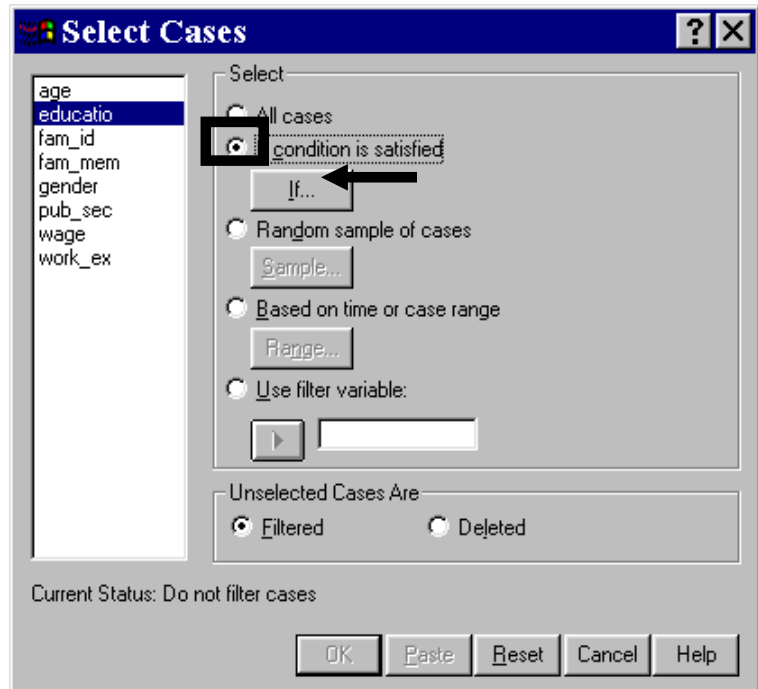 Select Cases
age
educatio
fam_id
fam_mem
gender
pub_sec
wage
work_ex
Select
All cases
condition is satisfied
If...
Random sample of cases
Sample...
Based on time or case range
Range...
Use filter variable:
Unselected Cases Are
Filtered
Deleted
Current Status: Do not filter cases
OK
Paste
Reset
Cancel
Help